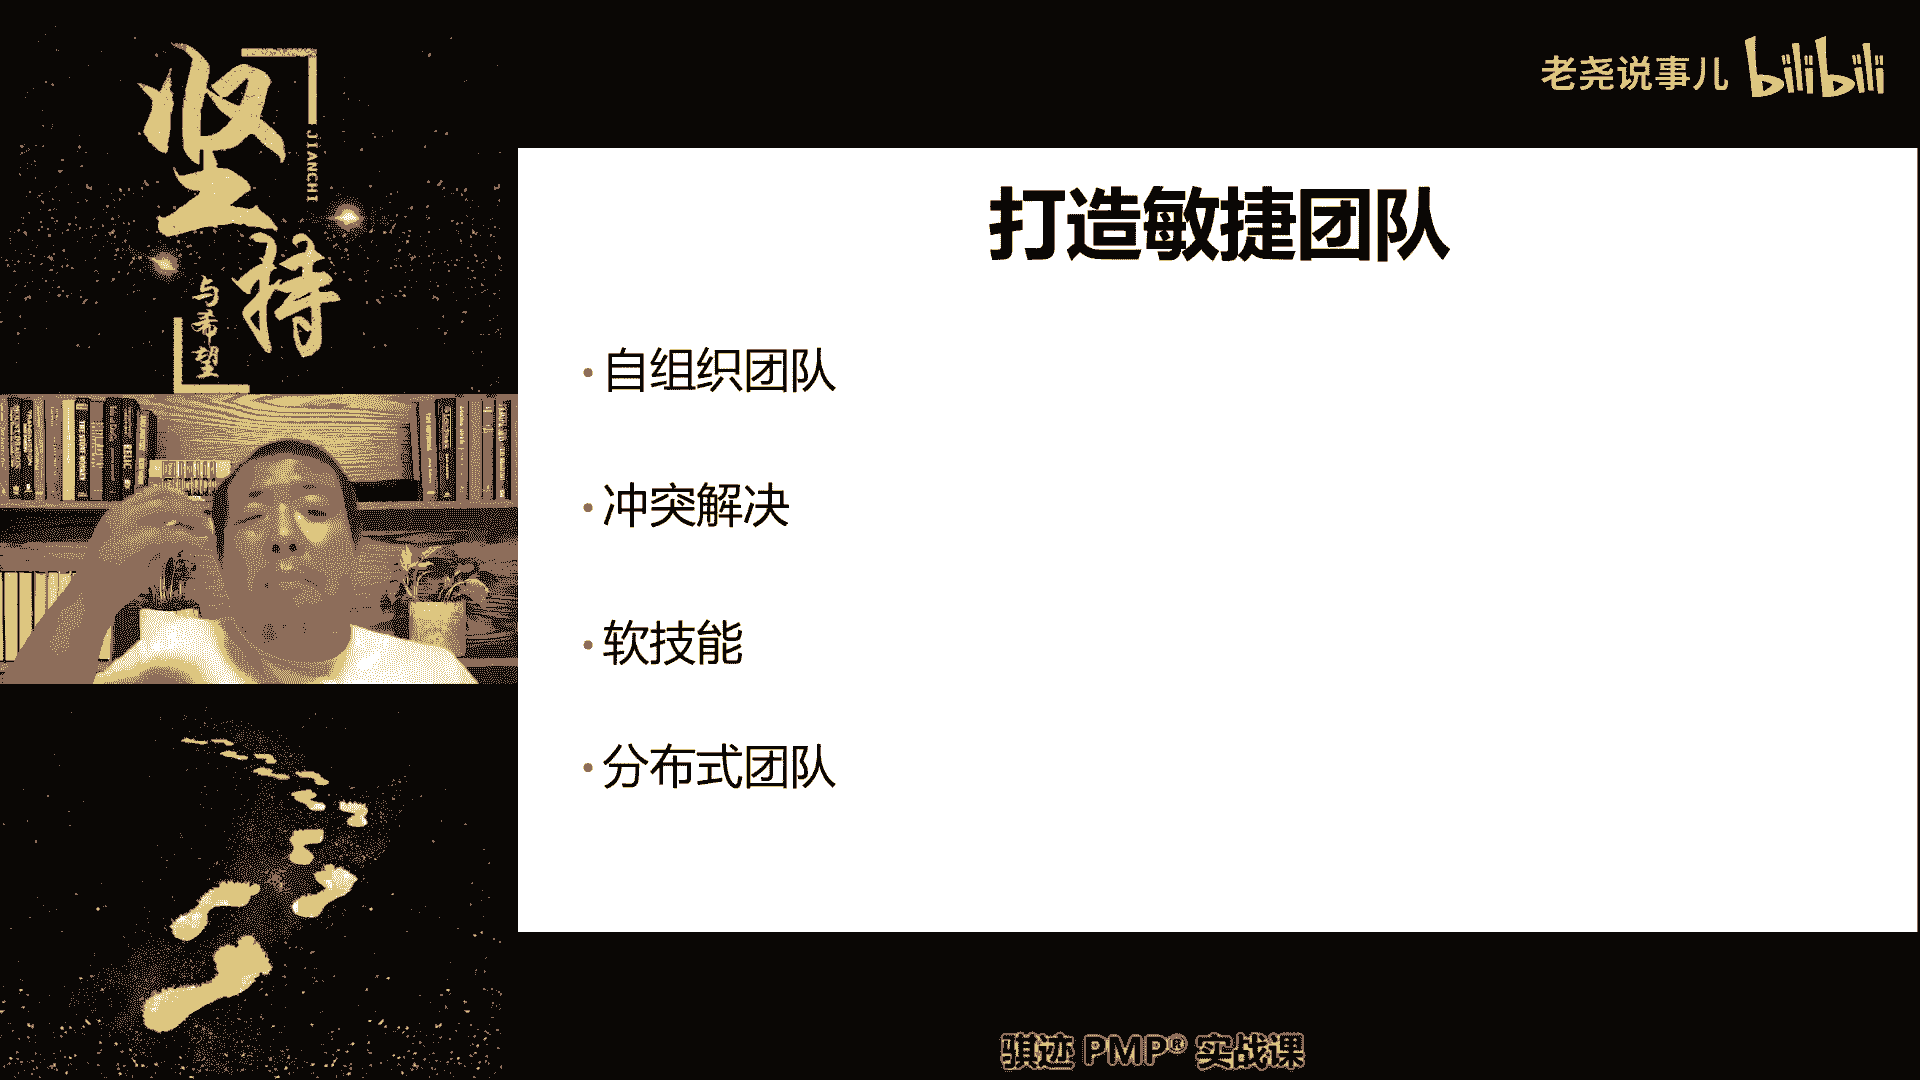 坚持
JIANCHI
与希望
老尧说事儿 bilibili
打造敏捷团队
• 自组织团队
• 冲突解决
• 软技能
• 分布式团队
骐迹 PMP® 实战课